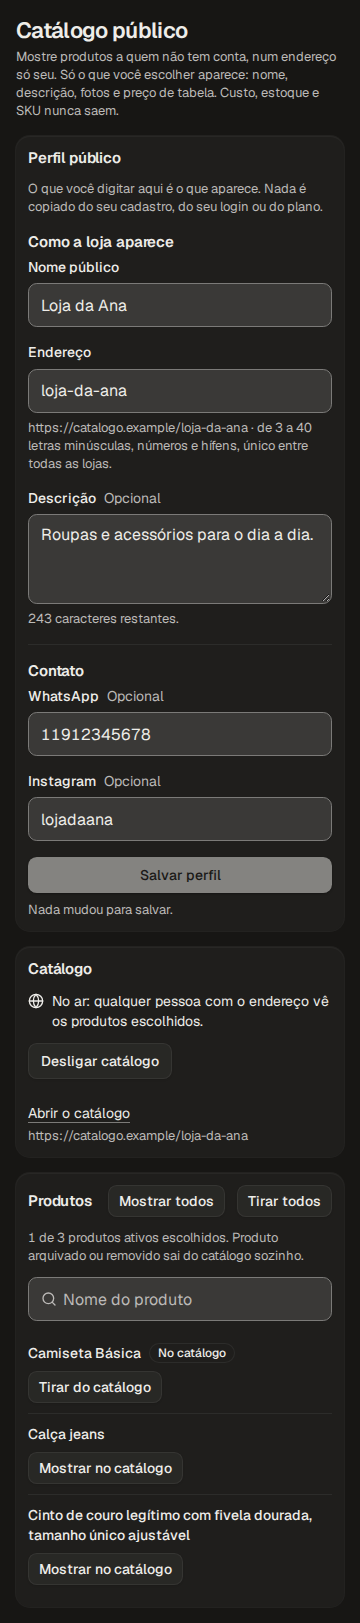 Catálogo público
Mostre produtos a quem não tem conta, num endereço
só seu. Só o que você escolher aparece: nome,
descrição, fotos e preço de tabela. Custo, estoque e
SKU nunca saem.
Perfil público
O que você digitar aqui é o que aparece. Nada é
copiado do seu cadastro, do seu login ou do plano.
Como a loja aparece
Nome público
Loja da Ana
Endereço
loja-da-ana
https://catalogo.example/loja-da-ana · de 3 a 40
letras minúsculas, números e hífens, único entre
todas as lojas.
Descrição Opcional
Roupas e acessórios para o dia a dia.
243 caracteres restantes.
Contato
WhatsApp Opcional
11912345678
Instagram Opcional
lojadaana
Salvar perfil
Nada mudou para salvar.
Catálogo
No ar: qualquer pessoa com o endereço vê
os produtos escolhidos.
Desligar catálogo
Abrir o catálogo
https://catalogo.example/loja-da-ana
Produtos Mostrar todos Tirar todos
1 de 3 produtos ativos escolhidos. Produto
arquivado ou removido sai do catálogo sozinho.
Nome do produto
Camiseta Básica No catálogo
Tirar do catálogo
Calça jeans
Mostrar no catálogo
Cinto de couro legítimo com fivela dourada,
tamanho único ajustável
Mostrar no catálogo